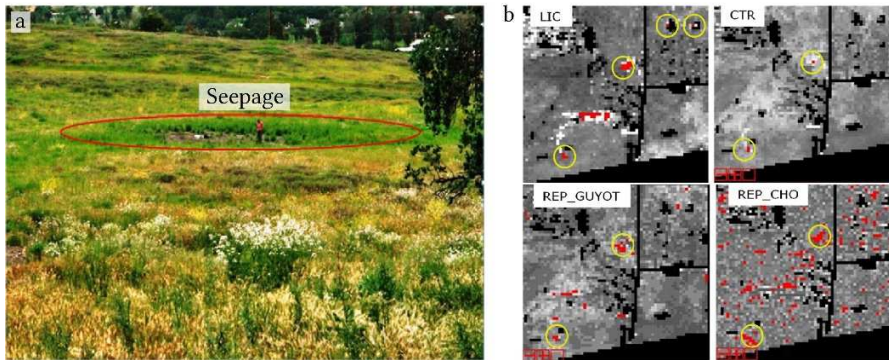 a
Seepage
b
LIC
CTR
REP_GUYOT
REP_CHO